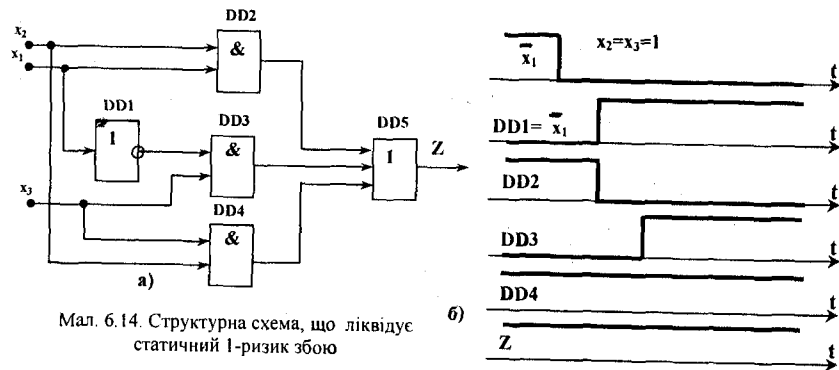 DD2
x₂
x₁
&
DD1
1
DD3
&
DD5
1
Z
x₃
DD4
&
а)
Мал. 6.14. Структурна схема, що ліквідує
статичний 1-ризик збою
x̄₁
x₂=x₃=1
t
DD1= x̄₁
t
DD2
t
DD3
t
DD4
t
б)
Z
t